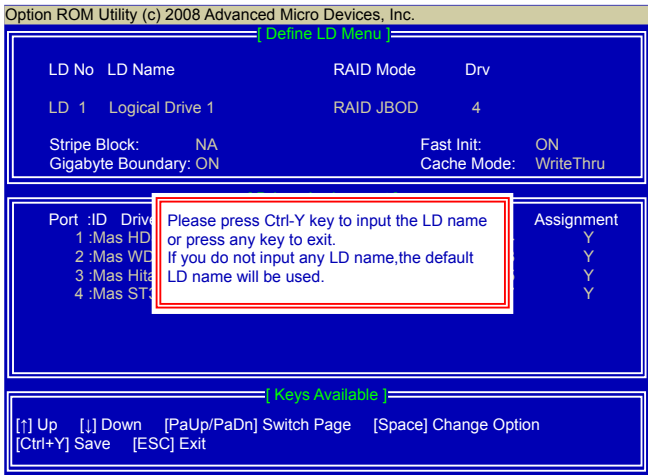 Option ROM Utility (c) 2008 Advanced Micro Devices, Inc.
[ Define LD Menu ]
LD No LD Name RAID Mode Drv
LD 1 Logical Drive 1 RAID JBOD 4
Stripe Block: NA Fast Init: ON
Gigabyte Boundary: ON Cache Mode: WriteThru
Port :ID Drive Assignment
1 :Mas HD Y
2 :Mas WD Y
3 :Mas Hita Y
4 :Mas ST3 Y
Please press Ctrl-Y key to input the LD name
or press any key to exit.
If you do not input any LD name,the default
LD name will be used.
[ Keys Available ]
[↑] Up [↓] Down [PaUp/PaDn] Switch Page [Space] Change Option
[Ctrl+Y] Save [ESC] Exit